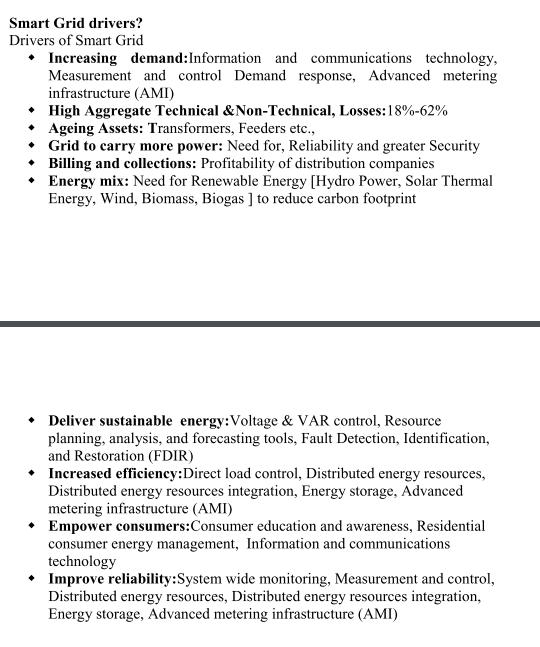 Smart Grid drivers?
Drivers of Smart Grid
◆ Increasing demand:Information and communications technology,
Measurement and control Demand response, Advanced metering
infrastructure (AMI)
◆ High Aggregate Technical &Non-Technical, Losses:18%-62%
◆ Ageing Assets: Transformers, Feeders etc.,
◆ Grid to carry more power: Need for, Reliability and greater Security
◆ Billing and collections: Profitability of distribution companies
◆ Energy mix: Need for Renewable Energy [Hydro Power, Solar Thermal
Energy, Wind, Biomass, Biogas ] to reduce carbon footprint
◆ Deliver sustainable energy:Voltage & VAR control, Resource
planning, analysis, and forecasting tools, Fault Detection, Identification,
and Restoration (FDIR)
◆ Increased efficiency:Direct load control, Distributed energy resources,
Distributed energy resources integration, Energy storage, Advanced
metering infrastructure (AMI)
◆ Empower consumers:Consumer education and awareness, Residential
consumer energy management, Information and communications
technology
◆ Improve reliability:System wide monitoring, Measurement and control,
Distributed energy resources, Distributed energy resources integration,
Energy storage, Advanced metering infrastructure (AMI)